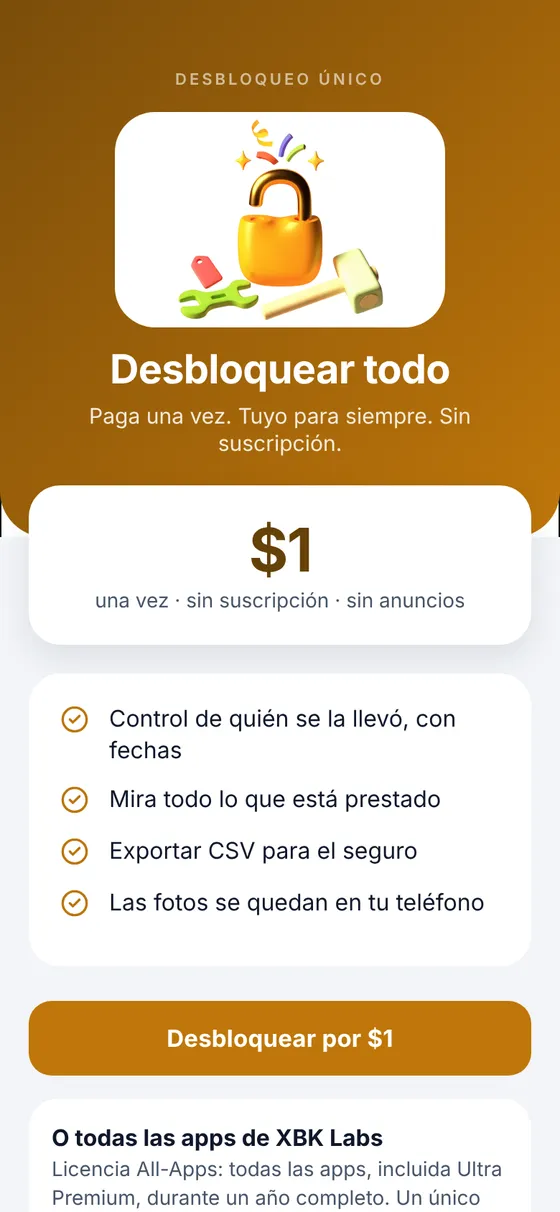 DESBLOQUEO ÚNICO
Desbloquear todo
Paga una vez. Tuyo para siempre. Sin
suscripción.
$1
una vez · sin suscripción · sin anuncios
Control de quién se la llevó, con
fechas
Mira todo lo que está prestado
Exportar CSV para el seguro
Las fotos se quedan en tu teléfono
Desbloquear por $1
O todas las apps de XBK Labs
Licencia All-Apps: todas las apps, incluida Ultra
Premium, durante un año completo. Un único